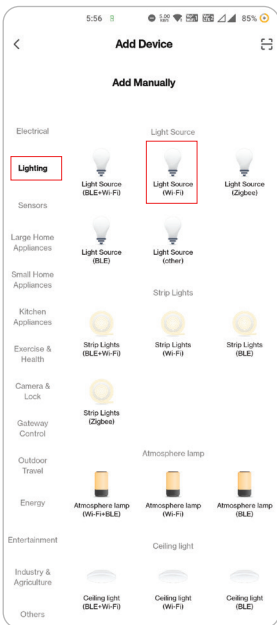 5:56
85%
Add Device
Add Manually
Electrical
Lighting
Sensors
Large Home
Appliances
Small Home
Appliances
Kitchen
Appliances
Exercise &
Health
Camera &
Lock
Gateway
Control
Outdoor
Travel
Energy
Entertainment
Industry &
Agriculture
Others
Light Source
Light Source
(BLE+Wi-Fi)
Light Source
(Wi-Fi)
Light Source
(Zigbee)
Light Source
(BLE)
Light Source
(other)
Strip Lights
Strip Lights
(BLE+Wi-Fi)
Strip Lights
(Wi-Fi)
Strip Lights
(BLE)
Strip Lights
(Zigbee)
Atmosphere lamp
Atmosphere lamp
(Wi-Fi+BLE)
Atmosphere lamp
(Wi-Fi)
Atmosphere lamp
(BLE)
Ceiling light
Ceiling light
(BLE+Wi-Fi)
Ceiling light
(Wi-Fi)
Ceiling light
(BLE)